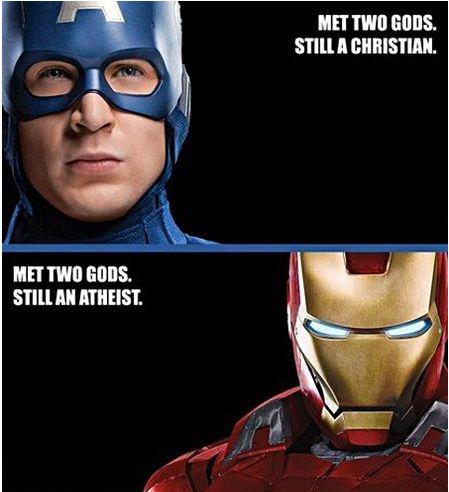 MET TWO GODS.
STILL A CHRISTIAN.
MET TWO GODS.
STILL AN ATHEIST.